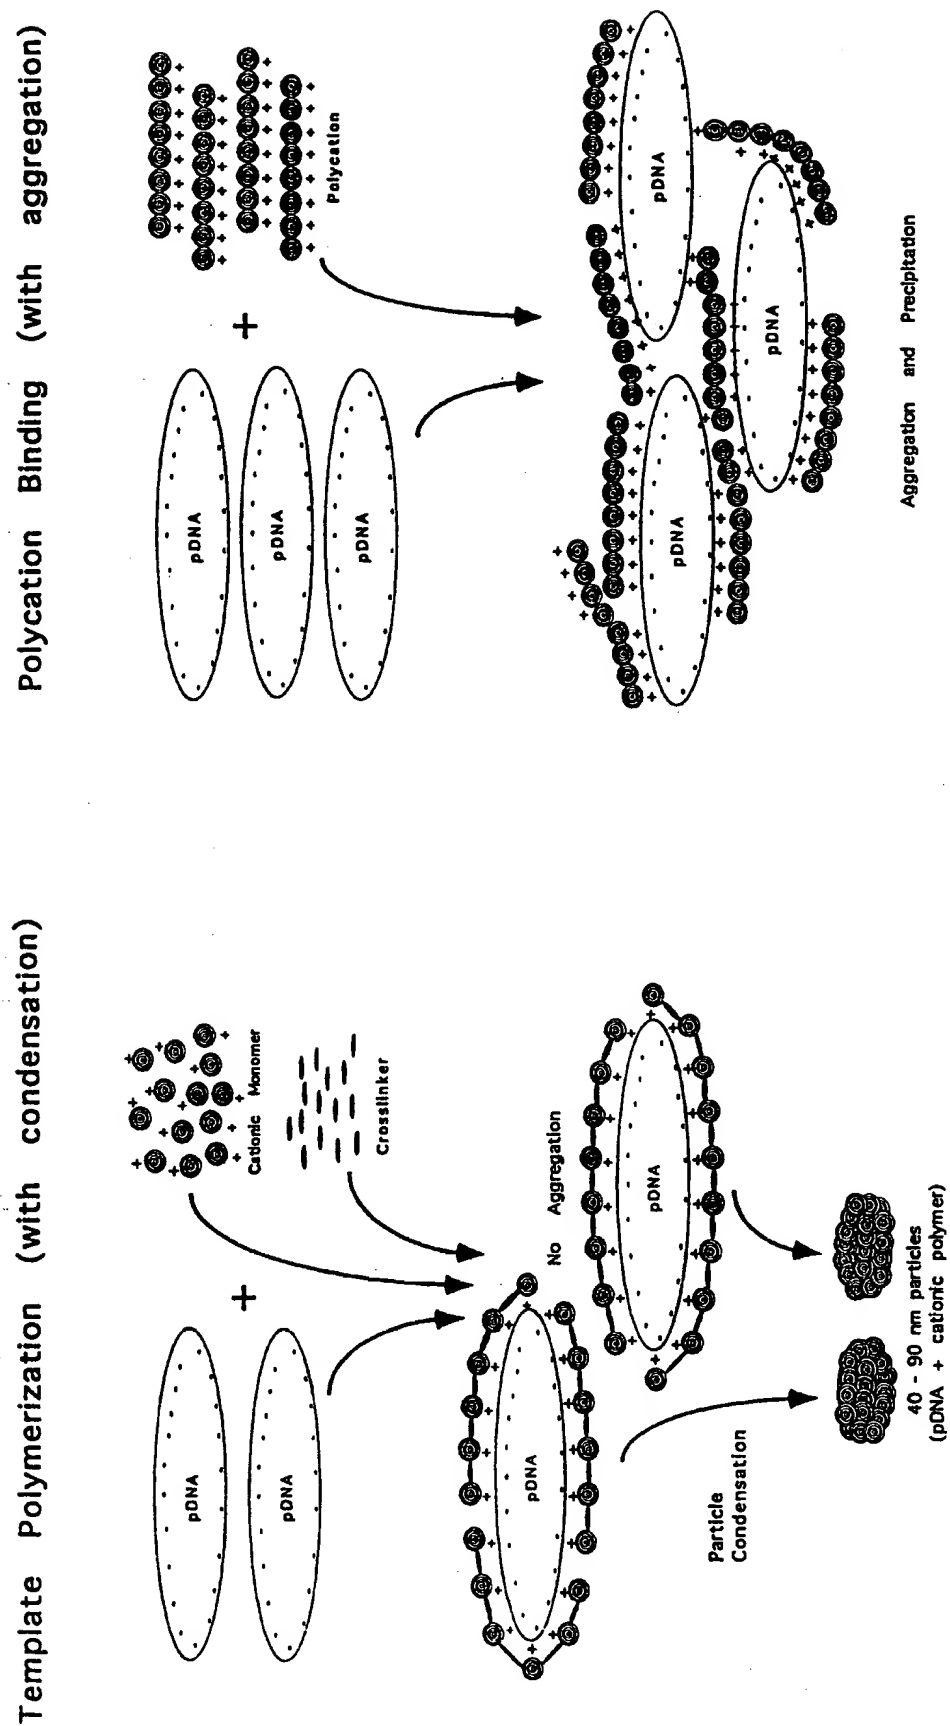 Template Polymerization (with condensation)
pDNA
pDNA
+
Cationic Monomer
Crosslinker
pDNA
No Aggregation
pDNA
Particle
Condensation
40 - 90 nm particles
(pDNA + cationic polymer)
Polycation Binding (with aggregation)
pDNA
pDNA
pDNA
+
Polycation
pDNA
pDNA
pDNA
Aggregation and Precipitation